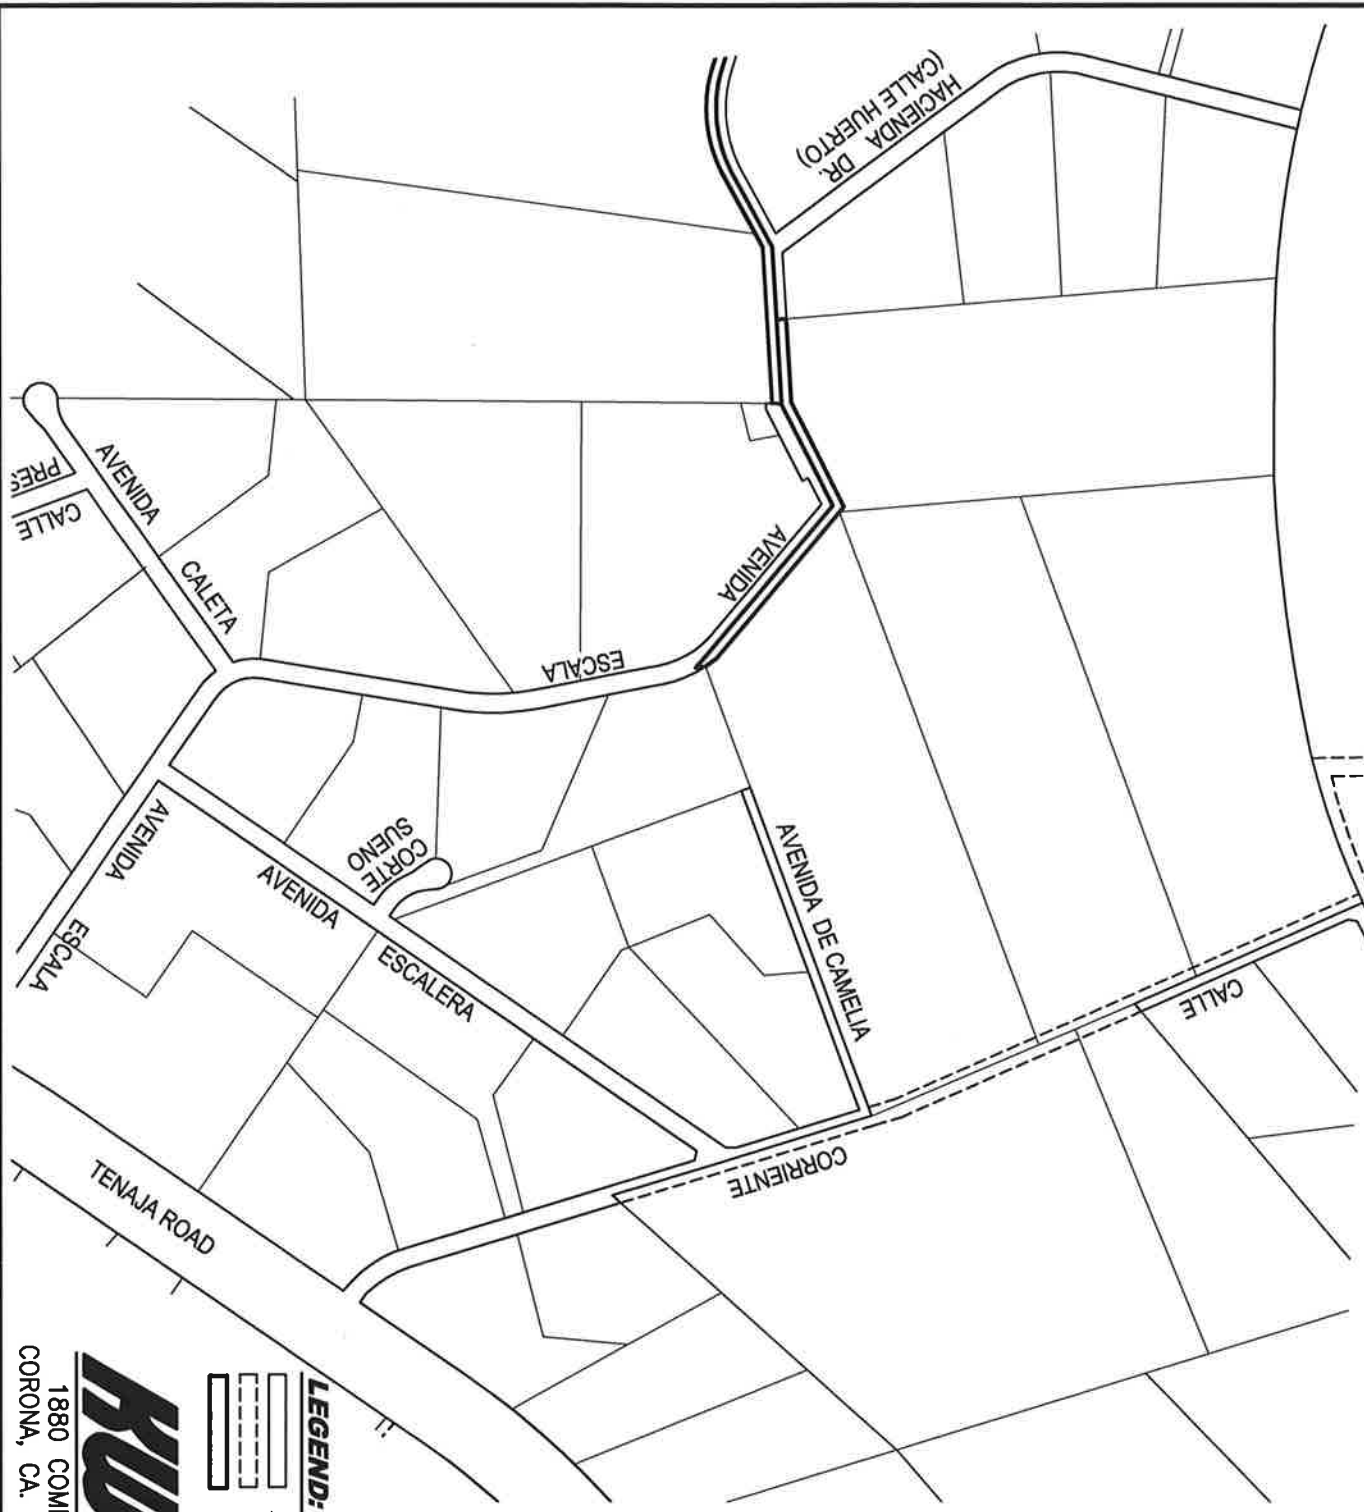 HACIENDA DR.
(CALLE HUERTO)
AVENIDA
CALETA
CALLE
PRES
AVENIDA
ESCALA
AVENIDA
ESCALA
CORTE
SUENO
AVENIDA
ESCALERA
AVENIDA DE CAMELIA
CALLE
CORRIENTE
TENAJA ROAD
LEGEND:
1880 COM
CORONA, CA.